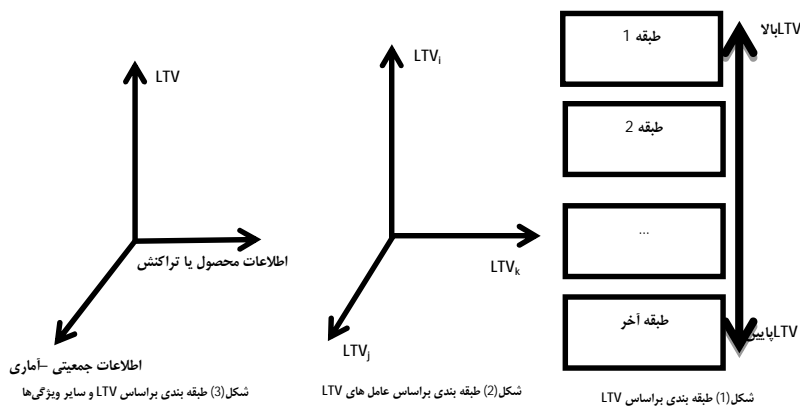 LTVبالا
طبقه 1
طبقه 2
...
طبقه آخر
LTVپایین
شکل(1) طبقه بندی براساس LTV
LTVi
LTVk
LTVj
شکل(2) طبقه بندی براساس عامل های LTV
LTV
اطلاعات محصول یا تراکنش
اطلاعات جمعیتی –آماری
شکل(3) طبقه بندی براساس LTV و سایر ویژگی‌ها